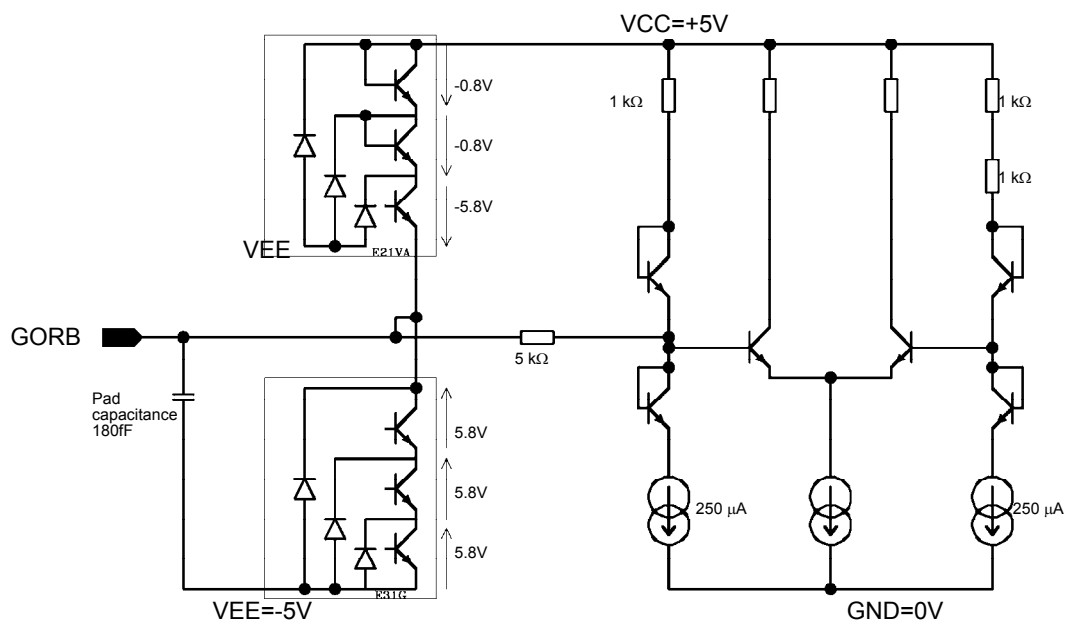 VCC=+5V
-0.8V
1 kΩ
1 kΩ
-0.8V
1 kΩ
-5.8V
VEE
E21VA
GORB
5 kΩ
Pad
capacitance
180fF
5.8V
5.8V
250 μA
250 μA
5.8V
E31G
VEE=-5V
GND=0V